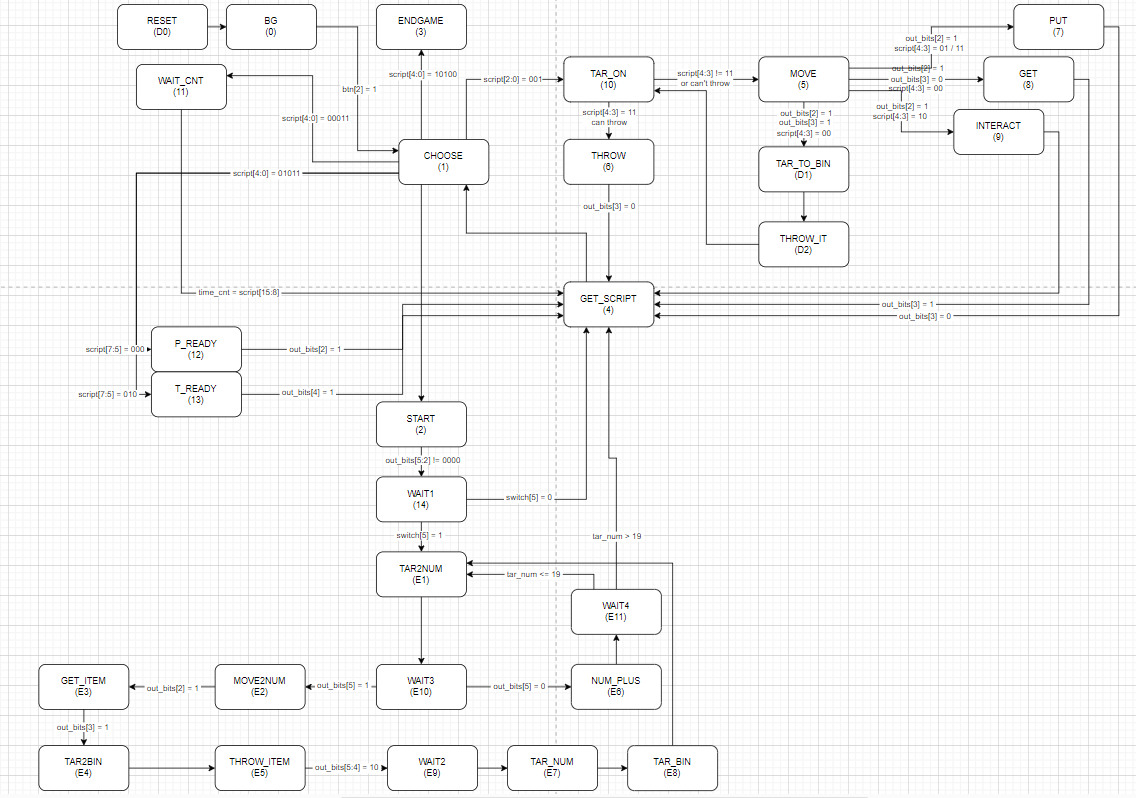 RESET
(D0)
BG
(0)
ENDGAME
(3)
PUT
(7)
out_bits[2] = 1
script[4:3] = 01 / 11
WAIT_CNT
(11)
script[4:0] = 10100
btn[2] = 1
script[2:0] = 001
TAR_ON
(10)
script[4:3] != 11
or can't throw
MOVE
(5)
out_bits[2] = 1
out_bits[3] = 0
script[4:3] = 00
GET
(8)
script[4:0] = 00011
script[4:3] = 11
can throw
out_bits[2] = 1
out_bits[3] = 1
script[4:3] = 00
out_bits[2] = 1
script[4:3] = 10
INTERACT
(9)
CHOOSE
(1)
THROW
(6)
TAR_TO_BIN
(D1)
script[4:0] = 01011
out_bits[3] = 0
THROW_IT
(D2)
time_cnt = script[15:8]
GET_SCRIPT
(4)
out_bits[3] = 1
out_bits[3] = 0
script[7:5] = 000
P_READY
(12)
out_bits[2] = 1
script[7:5] = 010
T_READY
(13)
out_bits[4] = 1
START
(2)
out_bits[5:2] != 0000
WAIT1
(14)
switch[5] = 0
switch[5] = 1
tar_num > 19
TAR2NUM
(E1)
tar_num <= 19
WAIT4
(E11)
GET_ITEM
(E3)
out_bits[2] = 1
MOVE2NUM
(E2)
out_bits[5] = 1
WAIT3
(E10)
out_bits[5] = 0
NUM_PLUS
(E6)
out_bits[3] = 1
TAR2BIN
(E4)
THROW_ITEM
(E5)
out_bits[5:4] = 10
WAIT2
(E9)
TAR_NUM
(E7)
TAR_BIN
(E8)